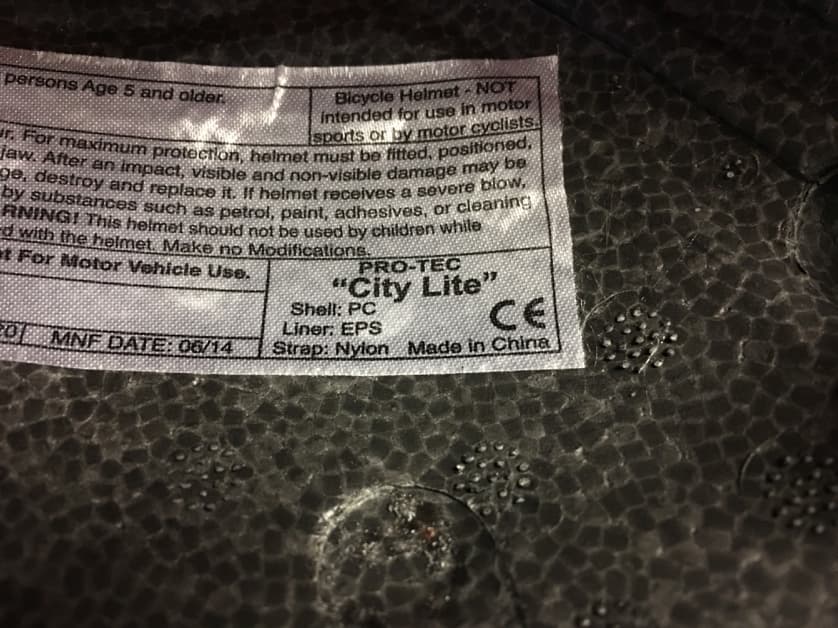 persons Age 5 and older.
Bicycle Helmet - NOT
intended for use in motor
sports or by motor cyclists.
For maximum protection, helmet must be fitted, positioned,
jaw. After an impact, visible and non-visible damage may be
destroy and replace it. If helmet receives a severe blow,
by substances such as petrol, paint, adhesives, or cleaning
RNING! This helmet should not be used by children while
d with the helmet. Make no Modifications.
t For Motor Vehicle Use.
PRO-TEC
"City Lite"
Shell: PC
Liner: EPS
CE
Strap: Nylon Made in China
MNF DATE: 06/14